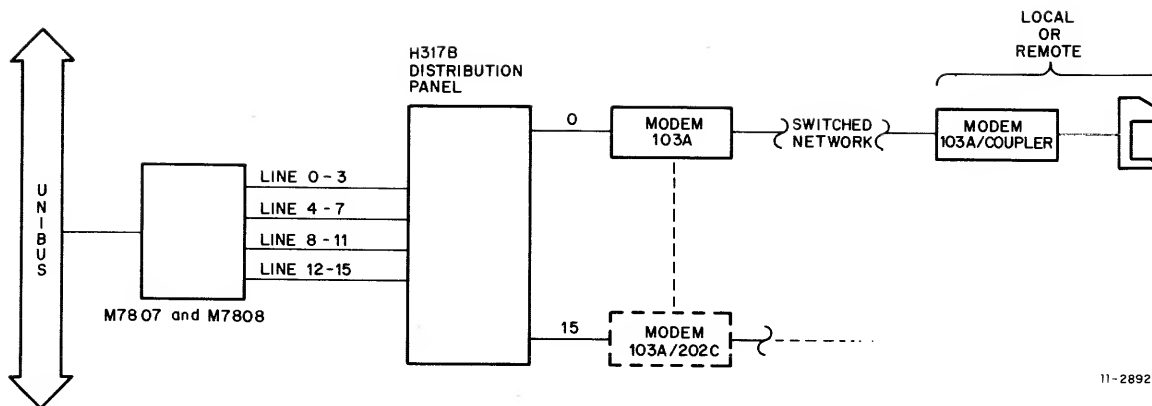 UNIBUS
M7807 and M7808
LINE 0-3
LINE 4-7
LINE 8-11
LINE 12-15
H317B
DISTRIBUTION
PANEL
0
15
MODEM
103A
MODEM
103A/202C
SWITCHED
NETWORK
LOCAL
OR
REMOTE
MODEM
103A/COUPLER
11-2892